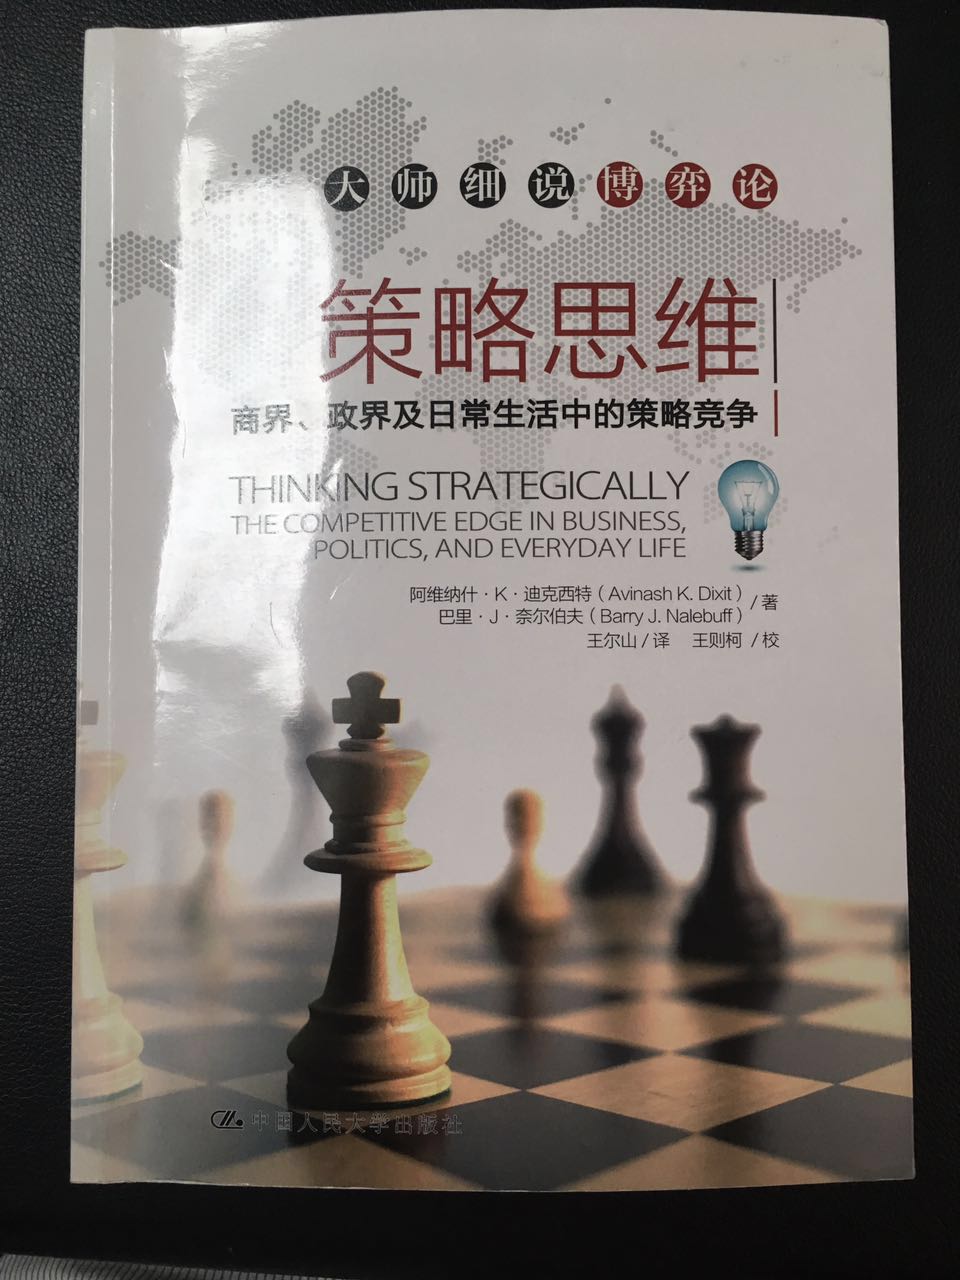 大师细说博弈论
策略思维
商界、政界及日常生活中的策略竞争
THINKING STRATEGICALLY
THE COMPETITIVE EDGE IN BUSINESS,
POLITICS, AND EVERYDAY LIFE
阿维纳什·K·迪克西特（Avinash K. Dixit）
巴里·J·奈尔伯夫（Barry J. Nalebuff） /著
王尔山/译 王则柯/校
中国人民大学出版社